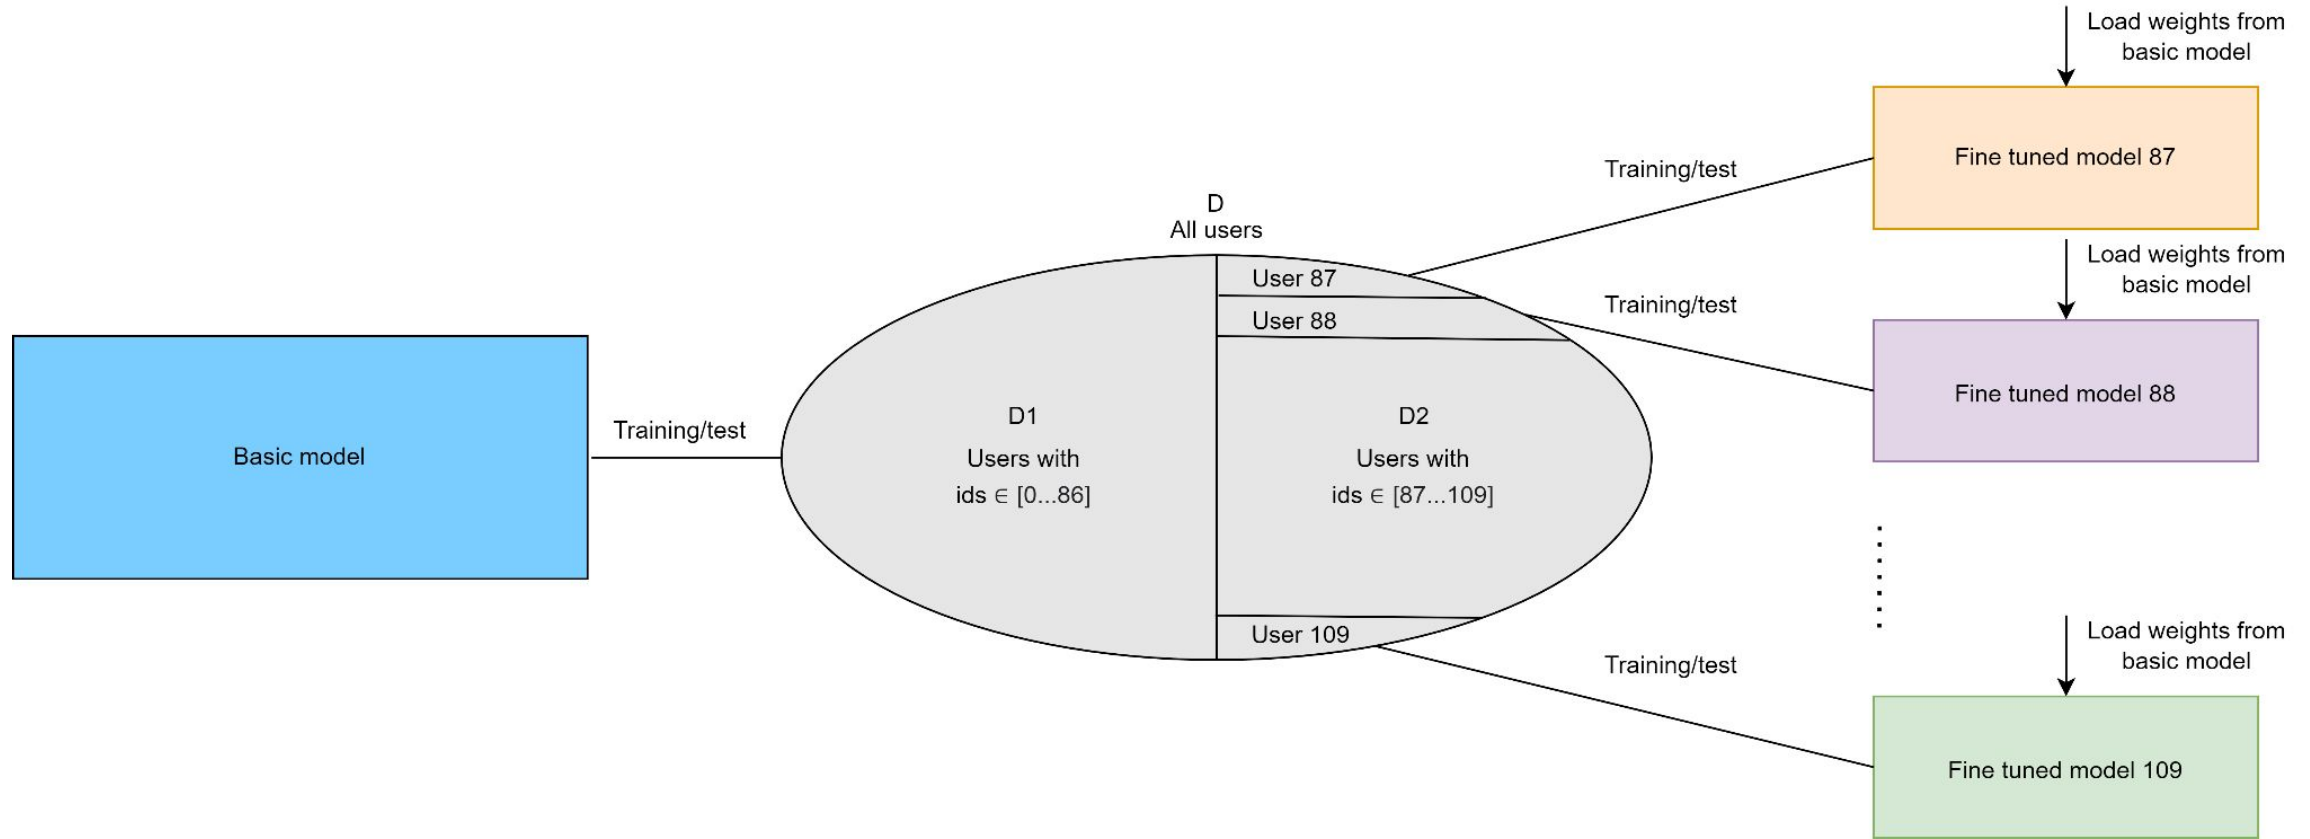 Load weights from
basic model
Fine tuned model 87
Training/test
D
All users
User 87
Load weights from
basic model
Training/test
User 88
Fine tuned model 88
D1
D2
Training/test
Basic model
Users with
ids ∈ [0...86]
Users with
ids ∈ [87...109]
User 109
Load weights from
basic model
Training/test
Fine tuned model 109